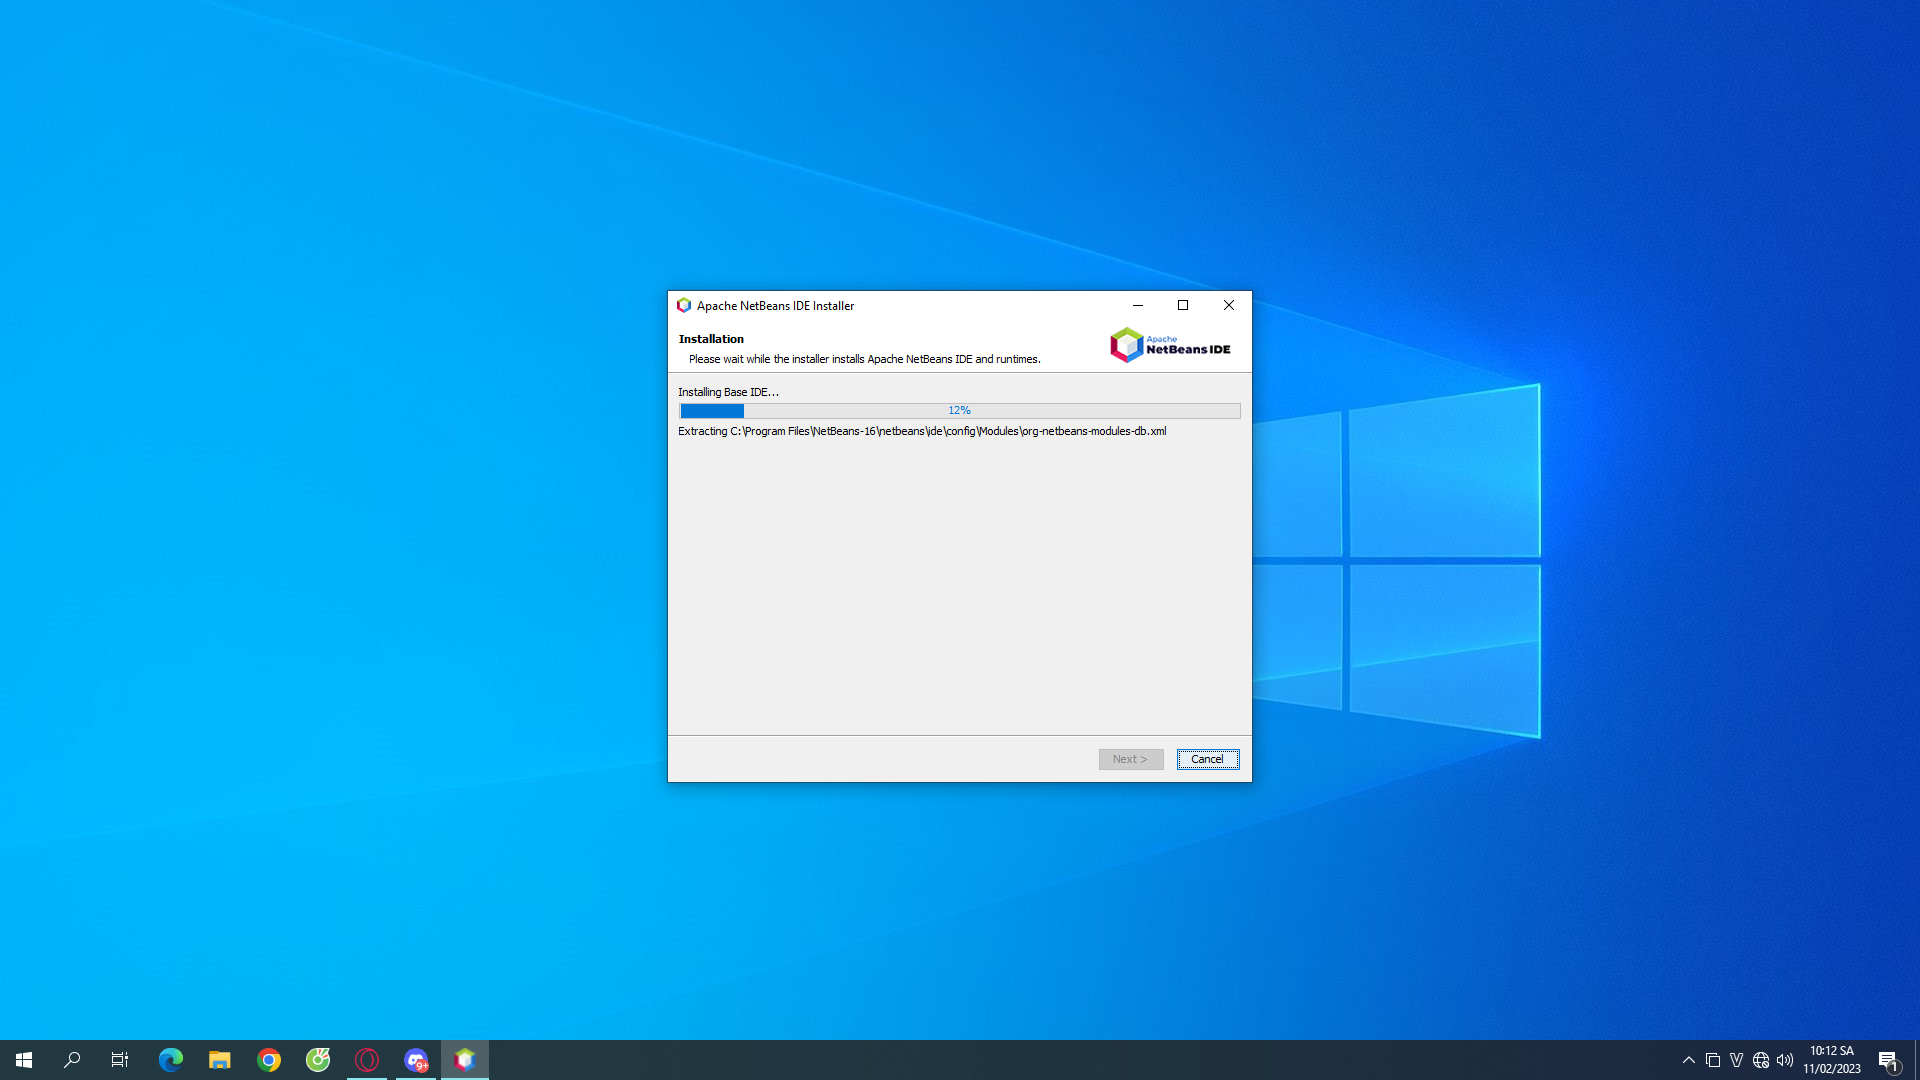 Apache NetBeans IDE Installer
Installation
Please wait while the installer installs Apache NetBeans IDE and runtimes.
Apache
NetBeans IDE
Installing Base IDE...
12%
Extracting C:\Program Files\NetBeans-16\netbeans\ide\config\Modules\org-netbeans-modules-db.xml
Next >
Cancel
9+
V
10:12 SA
11/02/2023
1